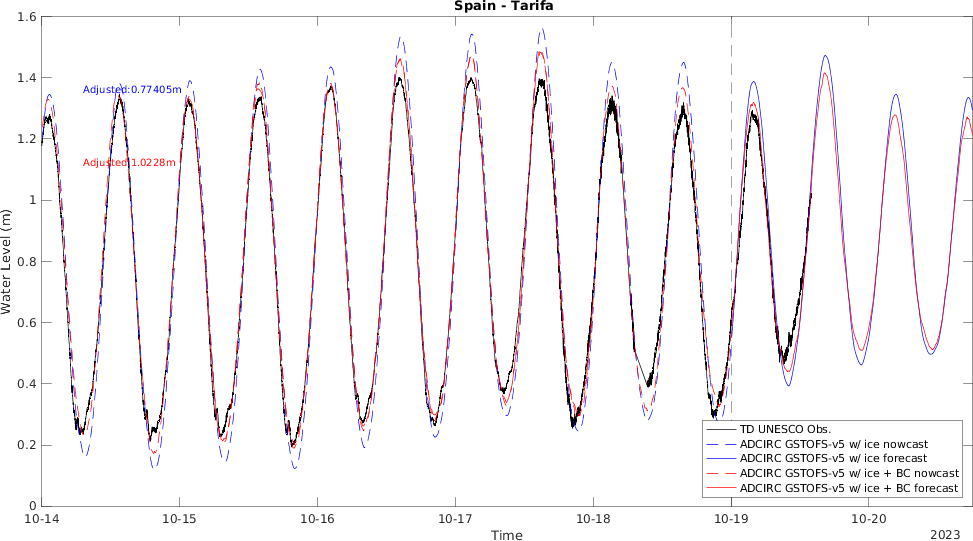 Spain - Tarifa
1.6
1.4
1.2
1
0.8
0.6
0.4
0.2
0
Water Level (m)
Adjusted:0.77405m
Adjusted:1.0228m
TD UNESCO Obs.
ADCIRC GSTOFS-v5 w/ ice nowcast
ADCIRC GSTOFS-v5 w/ ice forecast
ADCIRC GSTOFS-v5 w/ ice + BC nowcast
ADCIRC GSTOFS-v5 w/ ice + BC forecast
10-14 10-15 10-16 10-17 10-18 10-19 10-20
Time
2023